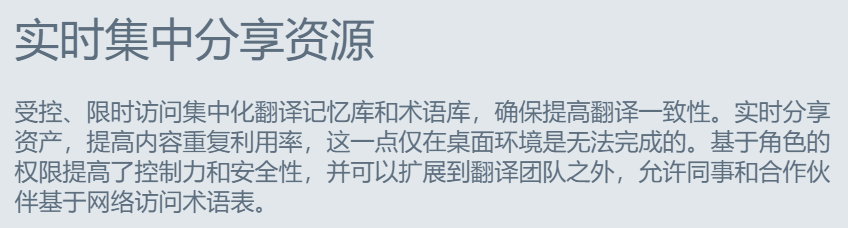 实时集中分享资源
受控、限时访问集中化翻译记忆库和术语库，确保提高翻译一致性。实时分享
资产，提高内容重复利用率，这一点仅在桌面环境是无法完成的。基于角色的
权限提高了控制力和安全性，并可以扩展到翻译团队之外，允许同事和合作伙
伴基于网络访问术语表。